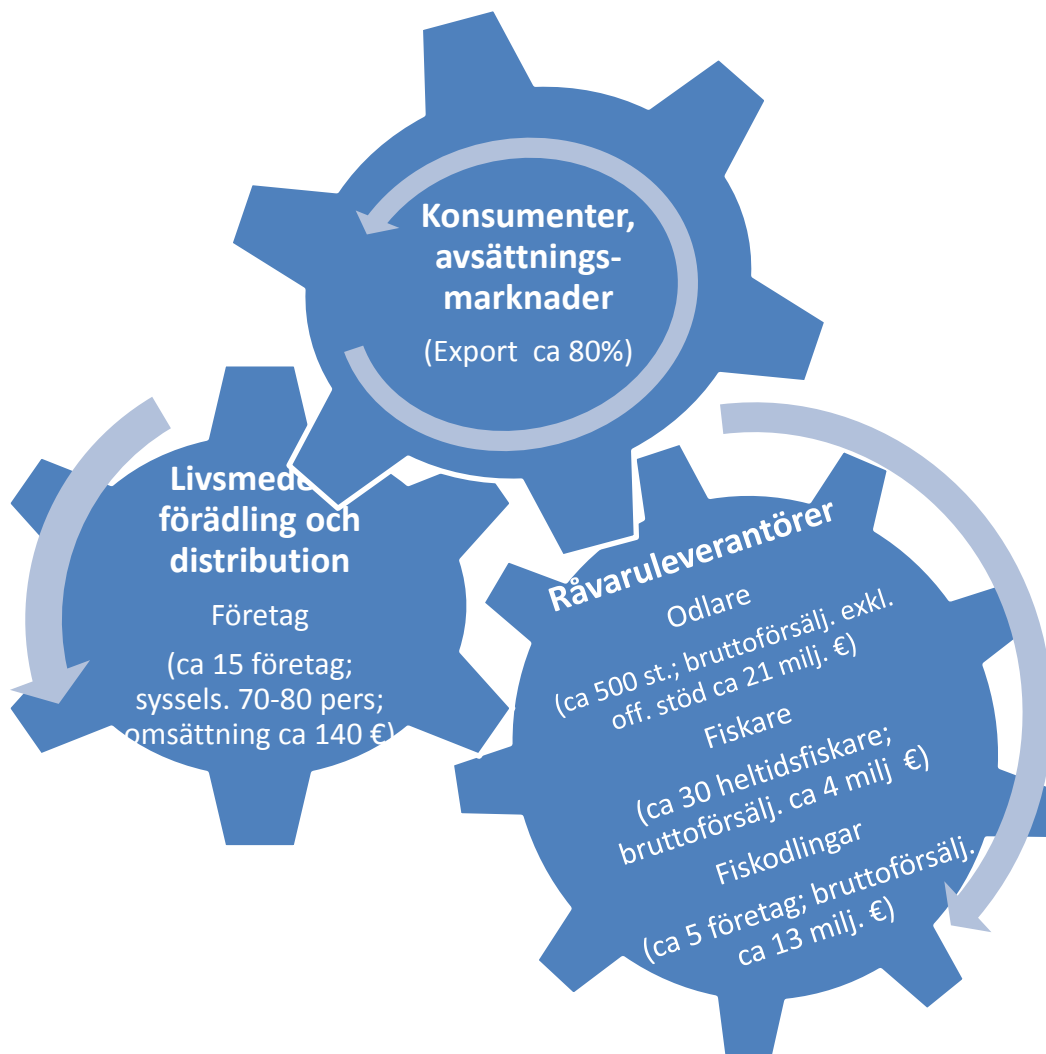 Konsumenter,
avsättnings-
marknader
(Export ca 80%)
Livsmede
förädling och
distribution
Företag
(ca 15 företag;
syssels. 70-80 pers;
omsättning ca 140 €)
Råvaruleverantörer
Odlare
(ca 500 st.; bruttoförsälj. exkl.
off. stöd ca 21 milj. €)
Fiskare
(ca 30 heltidsfiskare;
bruttoförsälj. ca 4 milj €)
Fiskodlingar
(ca 5 företag; bruttoförsälj.
ca 13 milj. €)